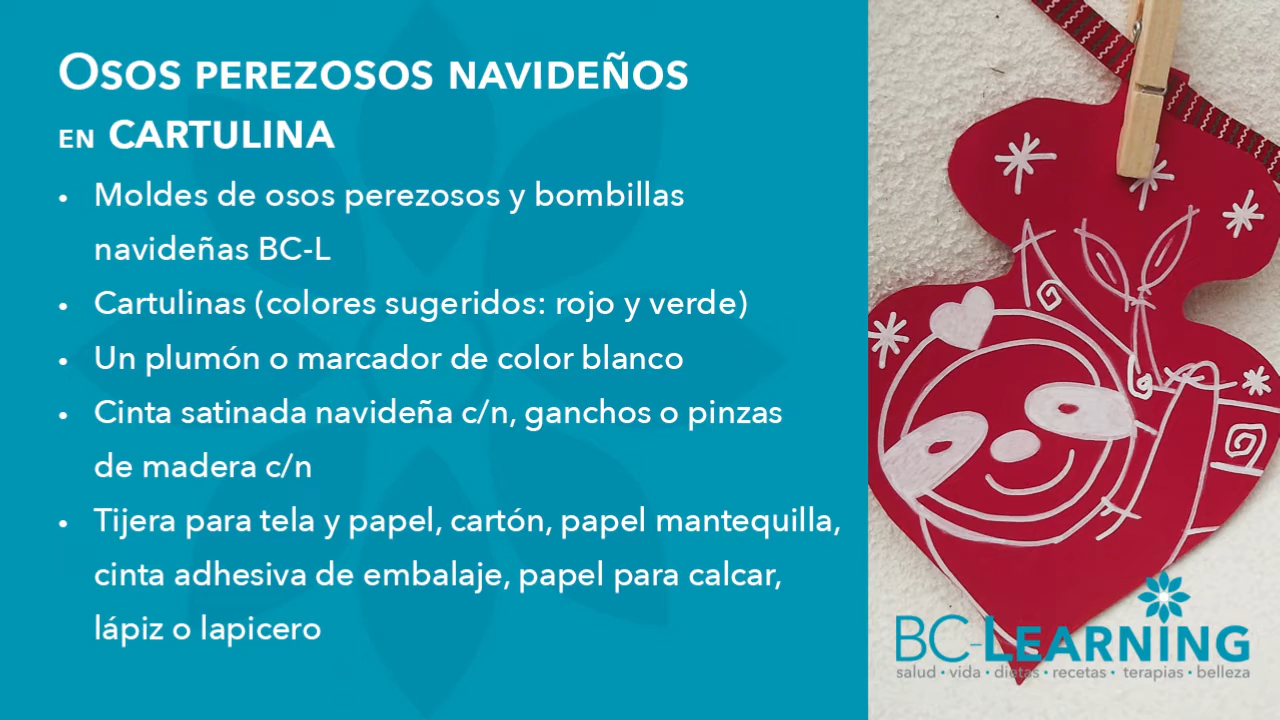 Osos perezosos navideños
en cartulina
• Moldes de osos perezosos y bombillas
navideñas BC-L
• Cartulinas (colores sugeridos: rojo y verde)
• Un plumón o marcador de color blanco
• Cinta satinada navideña c/n, ganchos o pinzas
de madera c/n
• Tijera para tela y papel, cartón, papel mantequilla,
cinta adhesiva de embalaje, papel para calcar,
lápiz o lapicero
BC-Learning
salud • vida • dietas • recetas • terapias • belleza